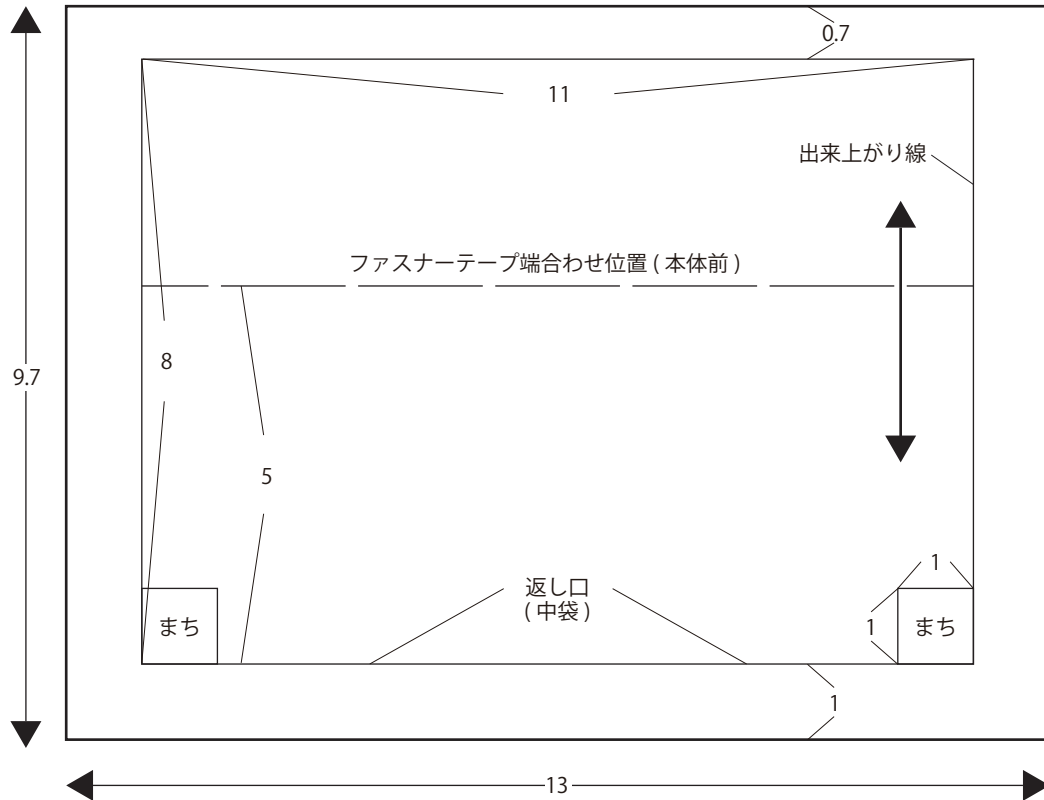 0.7
11
出来上がり線
ファスナーテープ端合わせ位置 ( 本体前 )
8
9.7
5
返し口
( 中袋 )
1
まち
1
まち
1
13